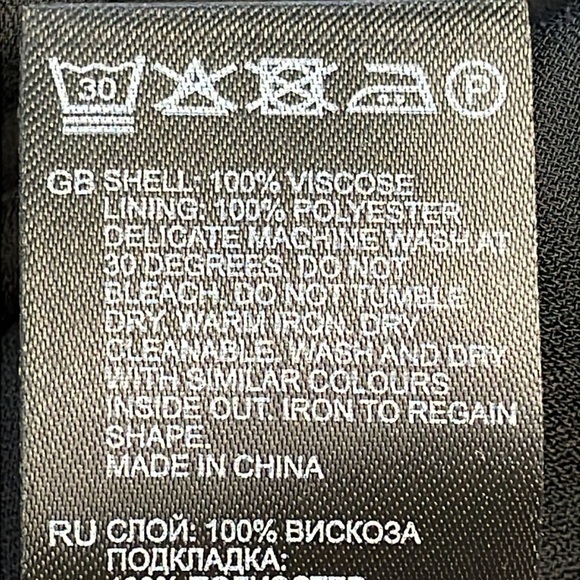 30
P
GB SHELL: 100% VISCOSE
LINING: 100% POLYESTER
DELICATE MACHINE WASH AT
30 DEGREES. DO NOT
BLEACH. DO NOT TUMBLE
DRY. WARM IRON. DRY
CLEANABLE. WASH AND DRY
WITH SIMILAR COLOURS
INSIDE OUT. IRON TO REGAIN
SHAPE.
MADE IN CHINA
RU СЛОЙ: 100% ВИСКОЗА
ПОДКЛАДКА: